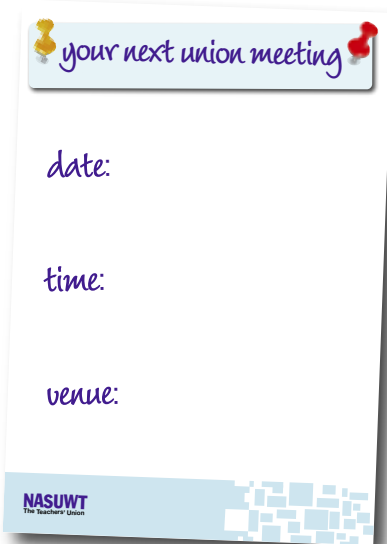 your next union meeting
date:
time:
venue:
NASUWT
The Teachers' Union